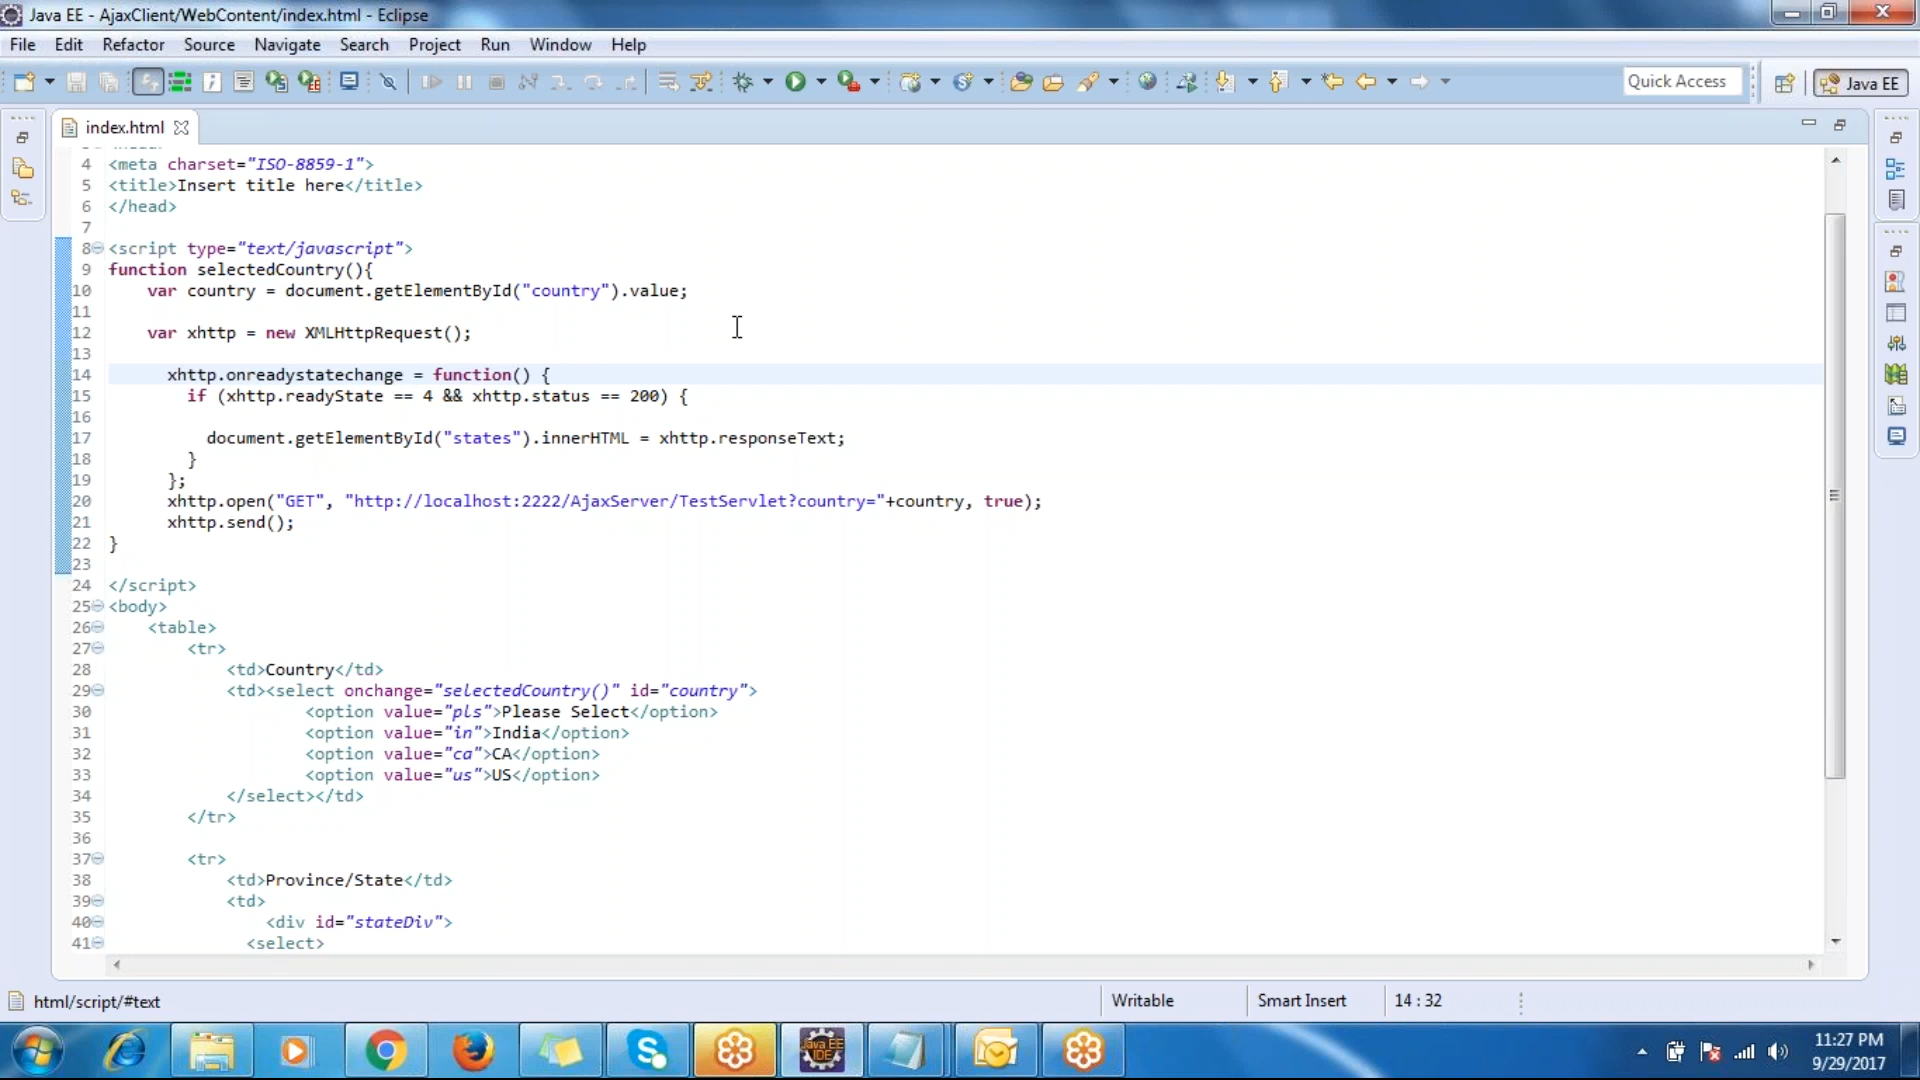 Java EE - AjaxClient/WebContent/index.html - Eclipse
File Edit Refactor Source Navigate Search Project Run Window Help
Quick Access
Java EE
index.html
4 <meta charset="ISO-8859-1">
5 <title>Insert title here</title>
6 </head>
7
8 <script type="text/javascript">
9 function selectedCountry(){
10 var country = document.getElementById("country").value;
11
12 var xhttp = new XMLHttpRequest();
13
14 xhttp.onreadystatechange = function() {
15 if (xhttp.readyState == 4 && xhttp.status == 200) {
16
17 document.getElementById("states").innerHTML = xhttp.responseText;
18 }
19 };
20 xhttp.open("GET", "http://localhost:2222/AjaxServer/TestServlet?country="+country, true);
21 xhttp.send();
22 }
23
24 </script>
25 <body>
26 <table>
27 <tr>
28 <td>Country</td>
29 <td><select onchange="selectedCountry()" id="country">
30 <option value="pls">Please Select</option>
31 <option value="in">India</option>
32 <option value="ca">CA</option>
33 <option value="us">US</option>
34 </select></td>
35 </tr>
36
37 <tr>
38 <td>Province/State</td>
39 <td>
40 <div id="stateDiv">
41 <select>
html/script/#text
Writable
Smart Insert
14 : 32
Java EE
IDE
11:27 PM
9/29/2017